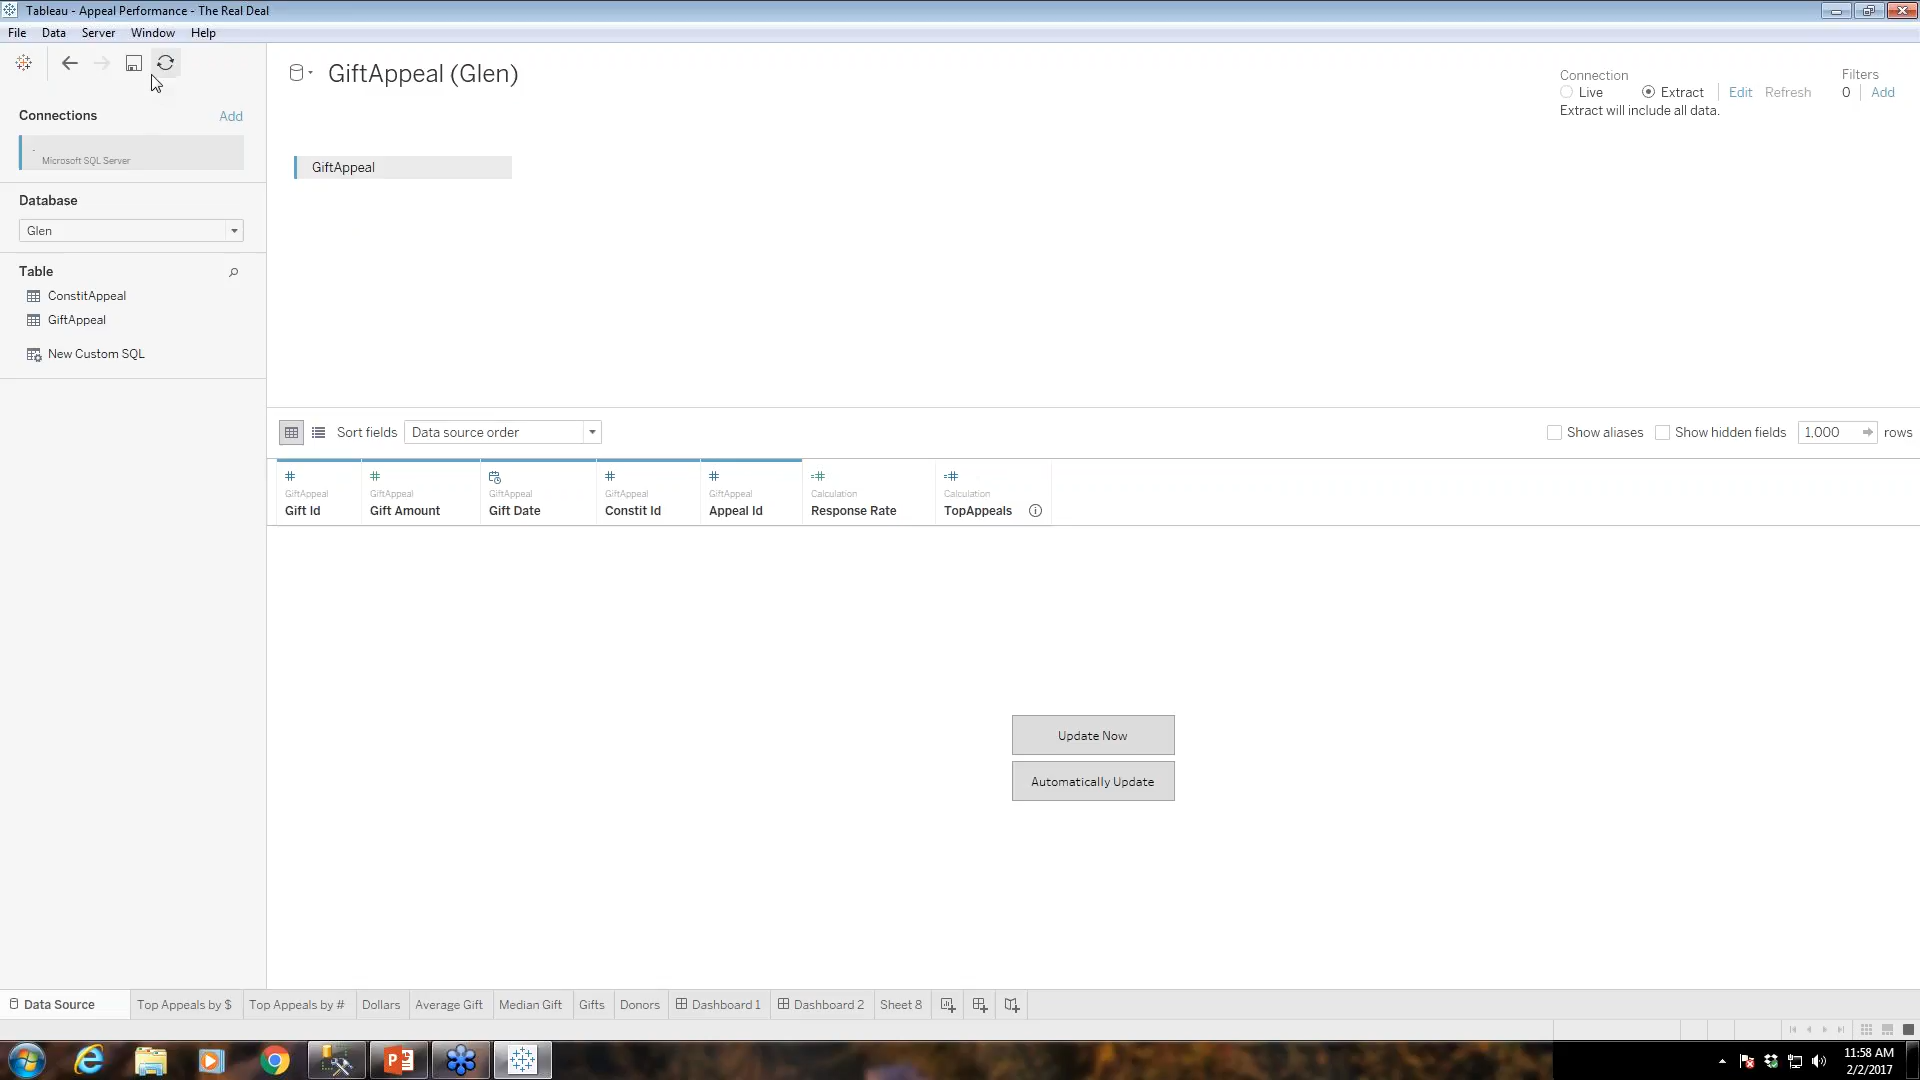 Tableau - Appeal Performance - The Real Deal
File Data Server Window Help
Connections Add
Microsoft SQL Server
Database
Glen
Table
ConstitAppeal
GiftAppeal
New Custom SQL
GiftAppeal (Glen)
Connection
Live Extract Edit Refresh
Extract will include all data.
Filters
0 Add
GiftAppeal
Sort fields Data source order
Show aliases Show hidden fields 1,000 rows
GiftAppeal GiftAppeal GiftAppeal GiftAppeal GiftAppeal Calculation Calculation
Gift Id Gift Amount Gift Date Constit Id Appeal Id Response Rate TopAppeals
Update Now
Automatically Update
Data Source Top Appeals by $ Top Appeals by # Dollars Average Gift Median Gift Gifts Donors Dashboard 1 Dashboard 2 Sheet 8
11:58 AM
2/2/2017